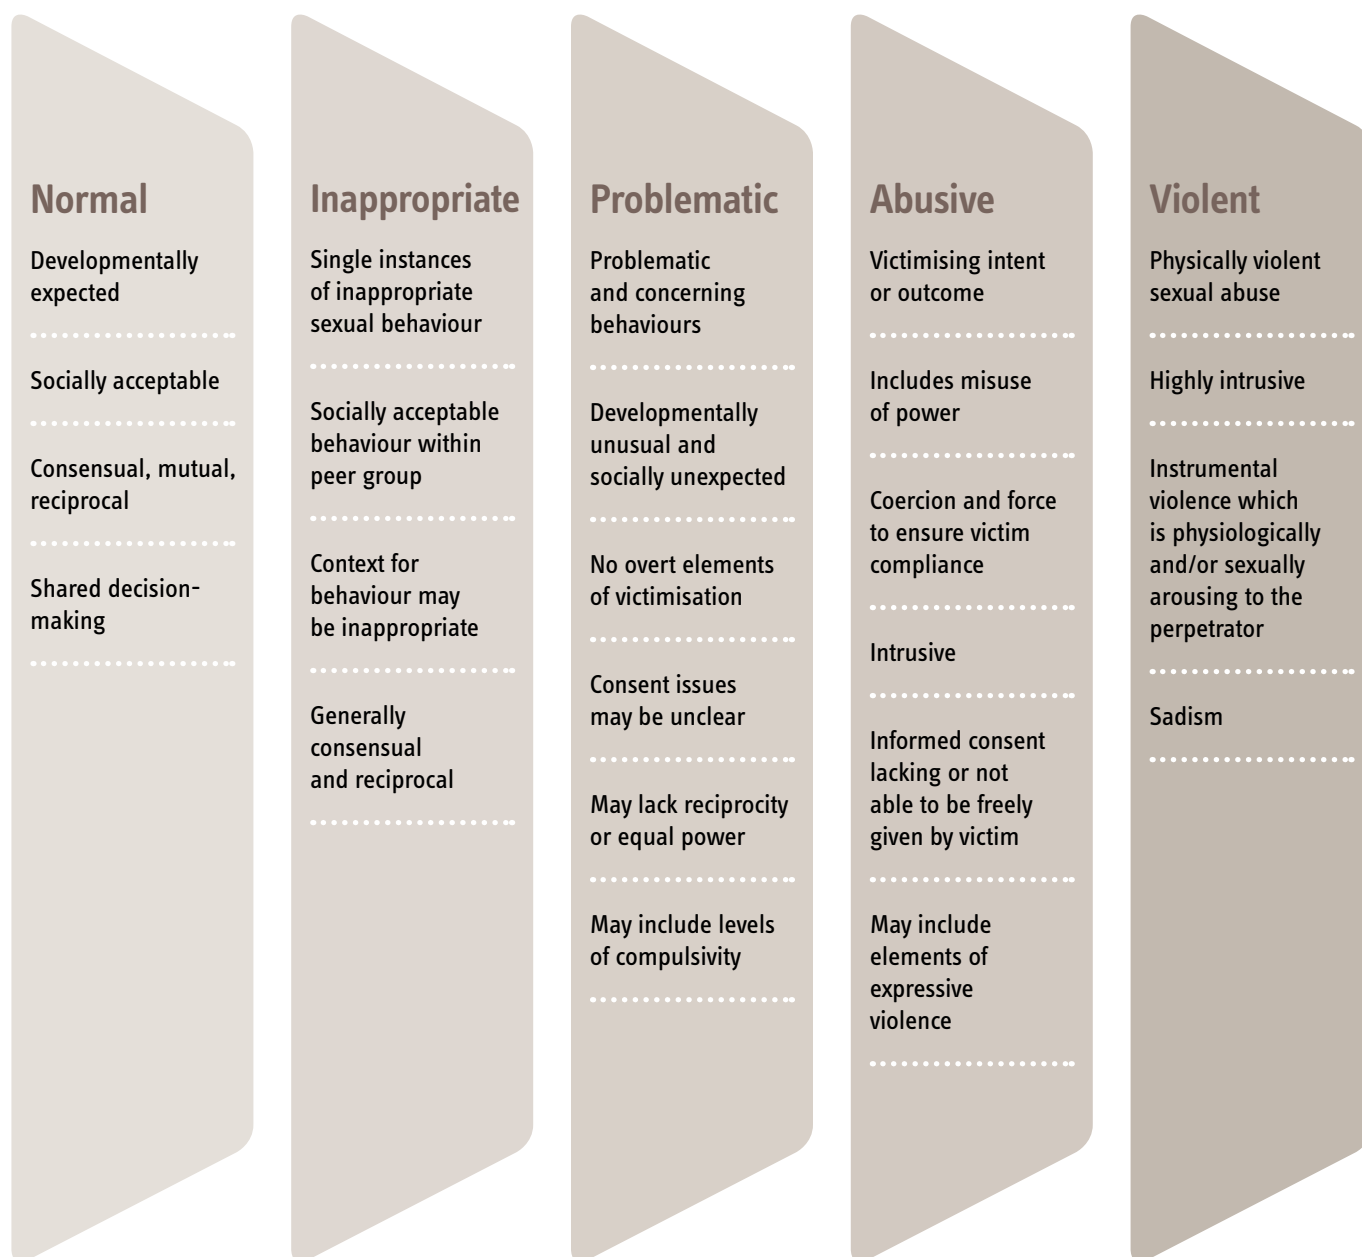 Normal
Developmentally
expected
Socially acceptable
Consensual, mutual,
reciprocal
Shared decision-
making
Inappropriate
Single instances
of inappropriate
sexual behaviour
Socially acceptable
behaviour within
peer group
Context for
behaviour may
be inappropriate
Generally
consensual
and reciprocal
Problematic
Problematic
and concerning
behaviours
Developmentally
unusual and
socially unexpected
No overt elements
of victimisation
Consent issues
may be unclear
May lack reciprocity
or equal power
May include levels
of compulsivity
Abusive
Victimising intent
or outcome
Includes misuse
of power
Coercion and force
to ensure victim
compliance
Intrusive
Informed consent
lacking or not
able to be freely
given by victim
May include
elements of
expressive
violence
Violent
Physically violent
sexual abuse
Highly intrusive
Instrumental
violence which
is physiologically
and/or sexually
arousing to the
perpetrator
Sadism